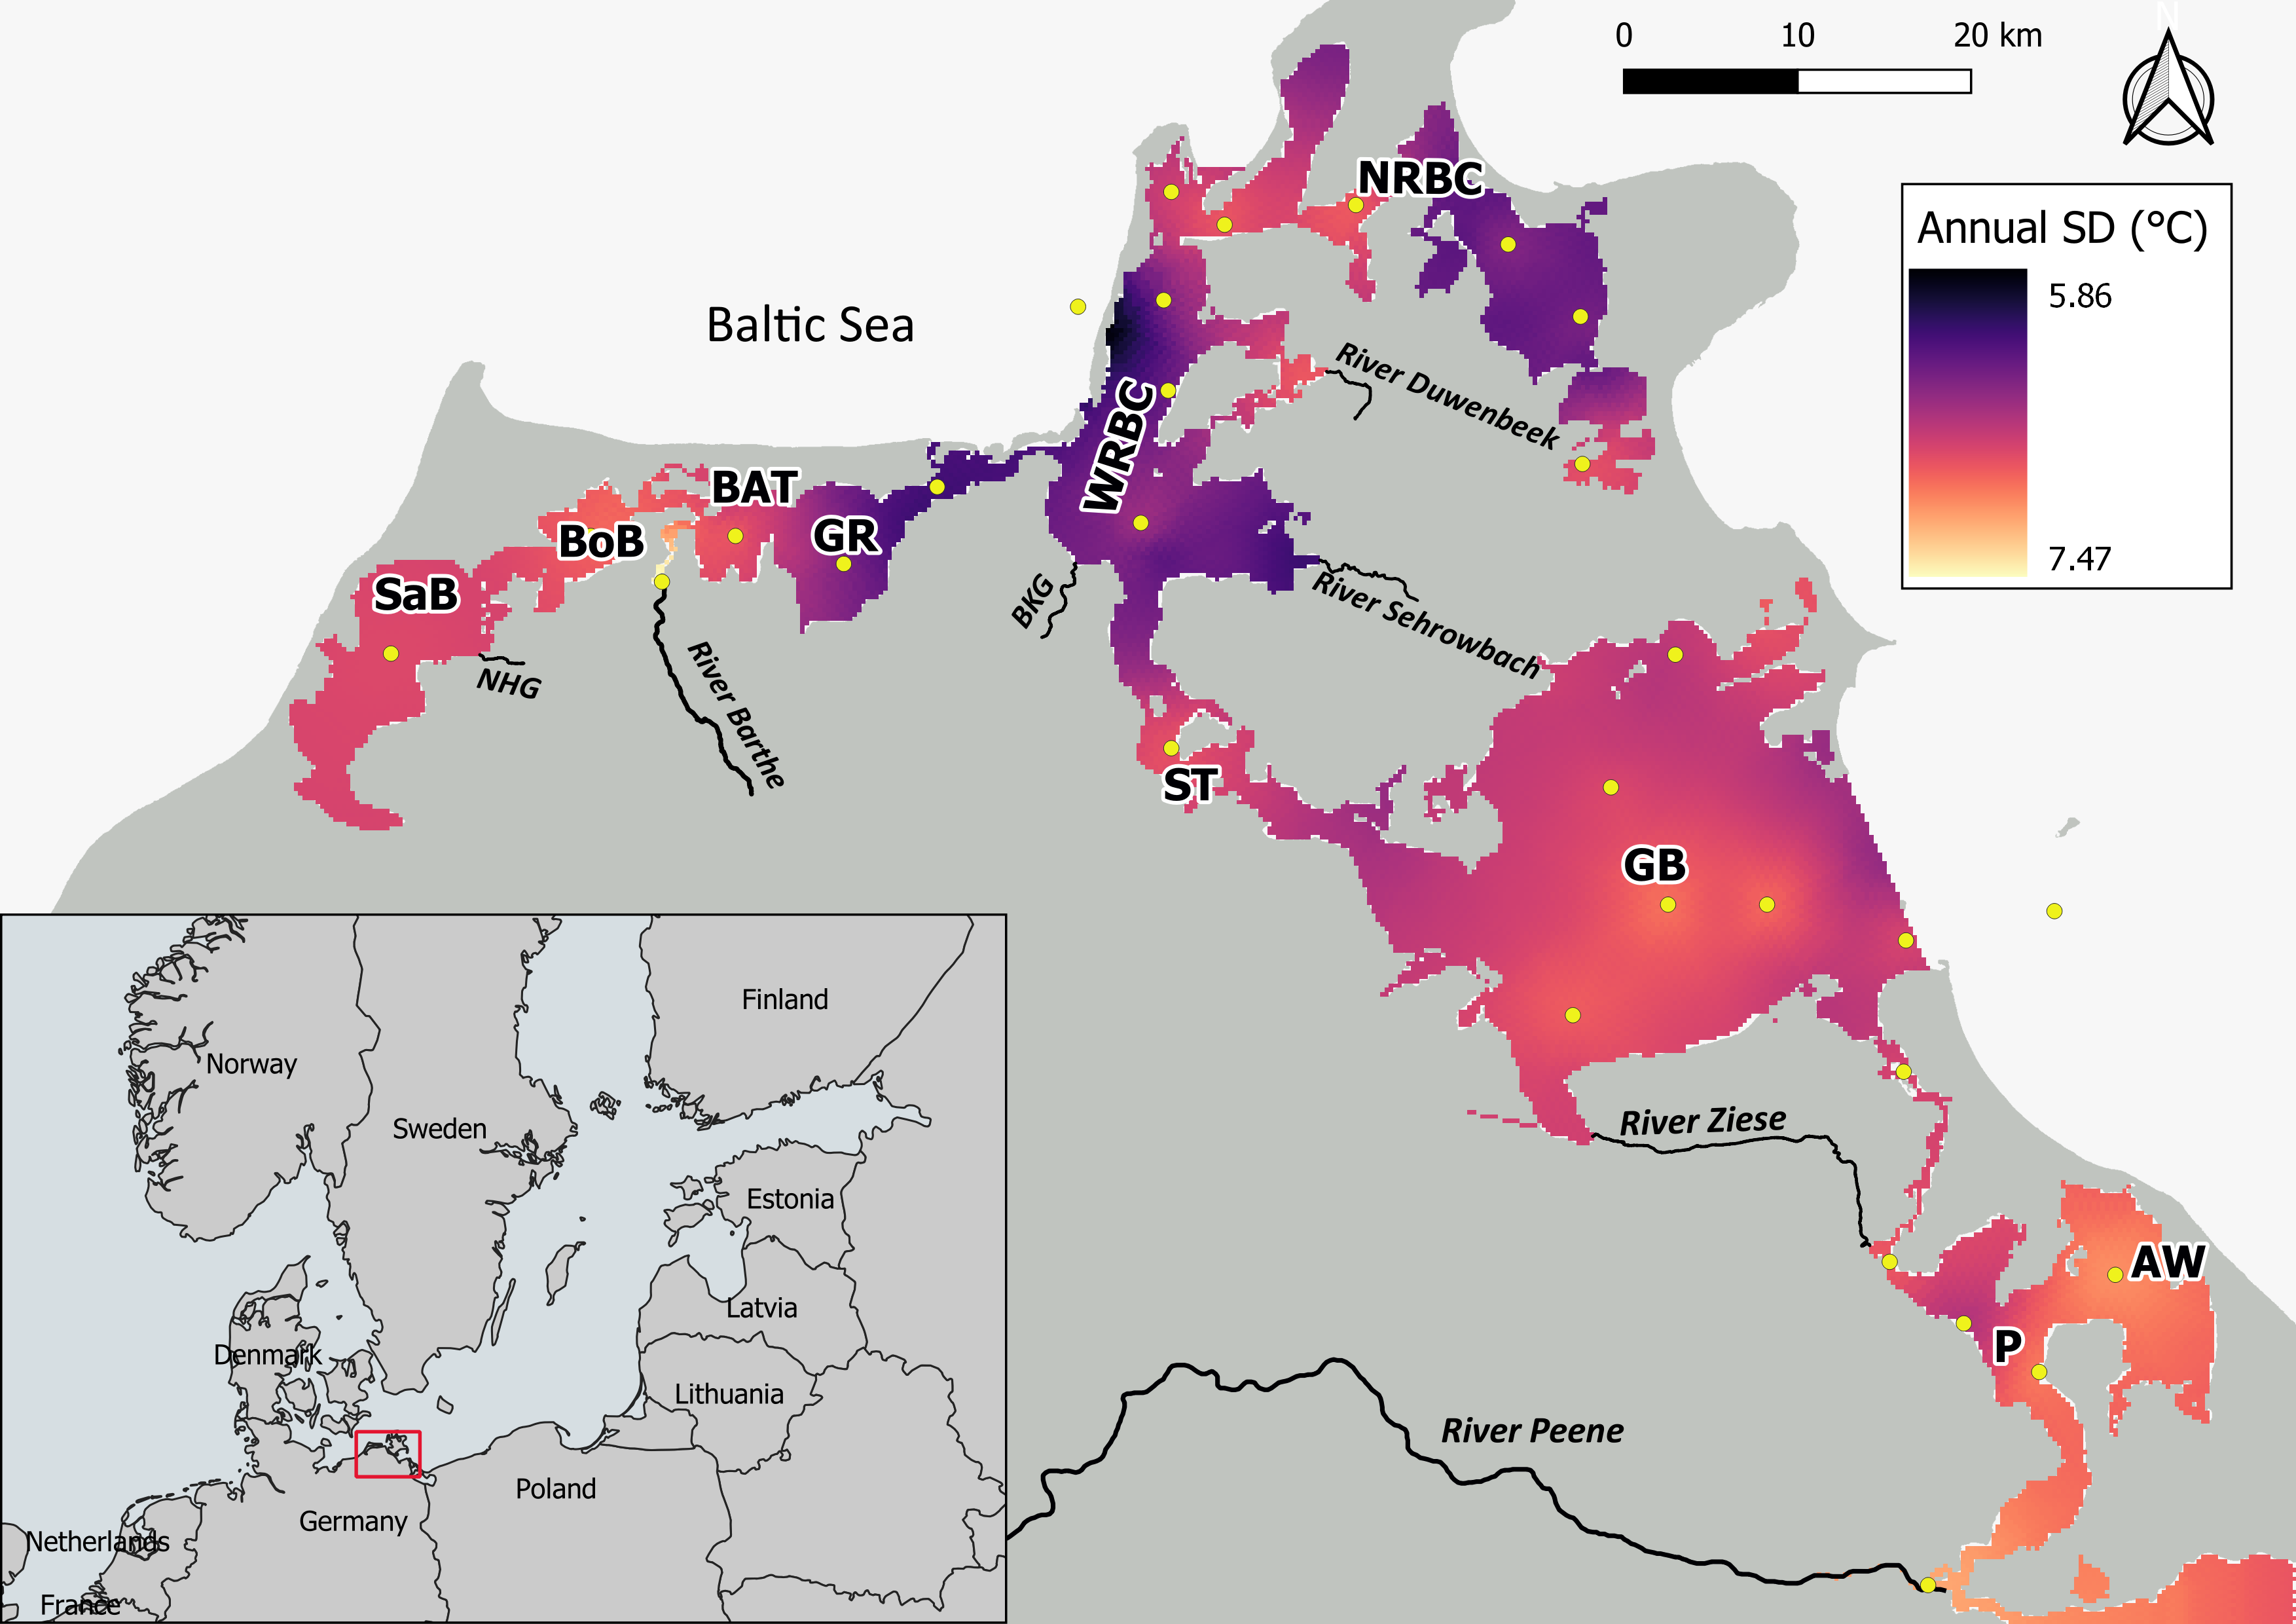 0 10 20 km
N
NRBC
Annual SD (°C)
5.86
7.47
Baltic Sea
River Duwenbeek
WRBC
BAT
GR
BoB
SaB
NHG
River Barthe
BKG
River Sehrowbach
ST
GB
River Ziese
AW
P
River Peene
Finland
Norway
Sweden
Estonia
Latvia
Denmark
Lithuania
Poland
Germany
Netherlands
France